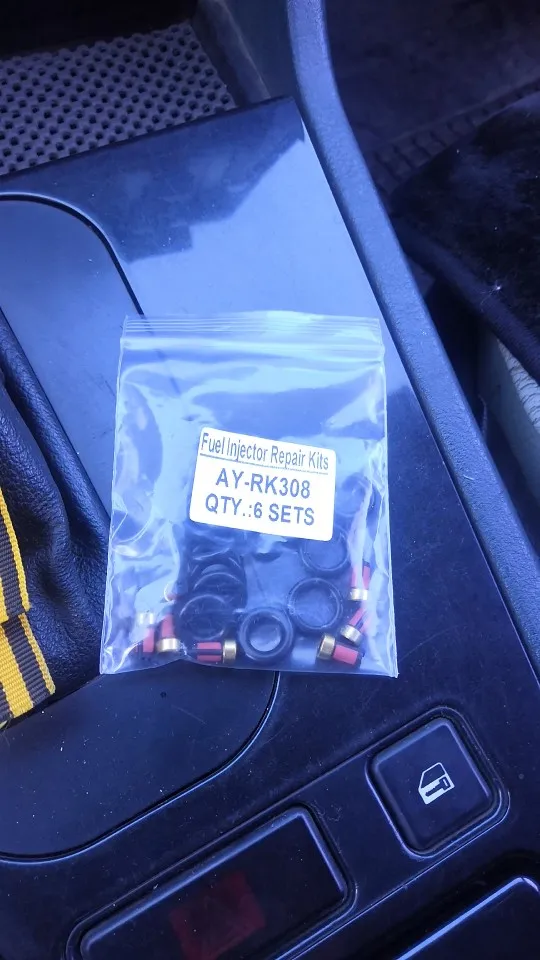 Fuel Injector Repair Kits
AY-RK308
QTY.:6 SETS